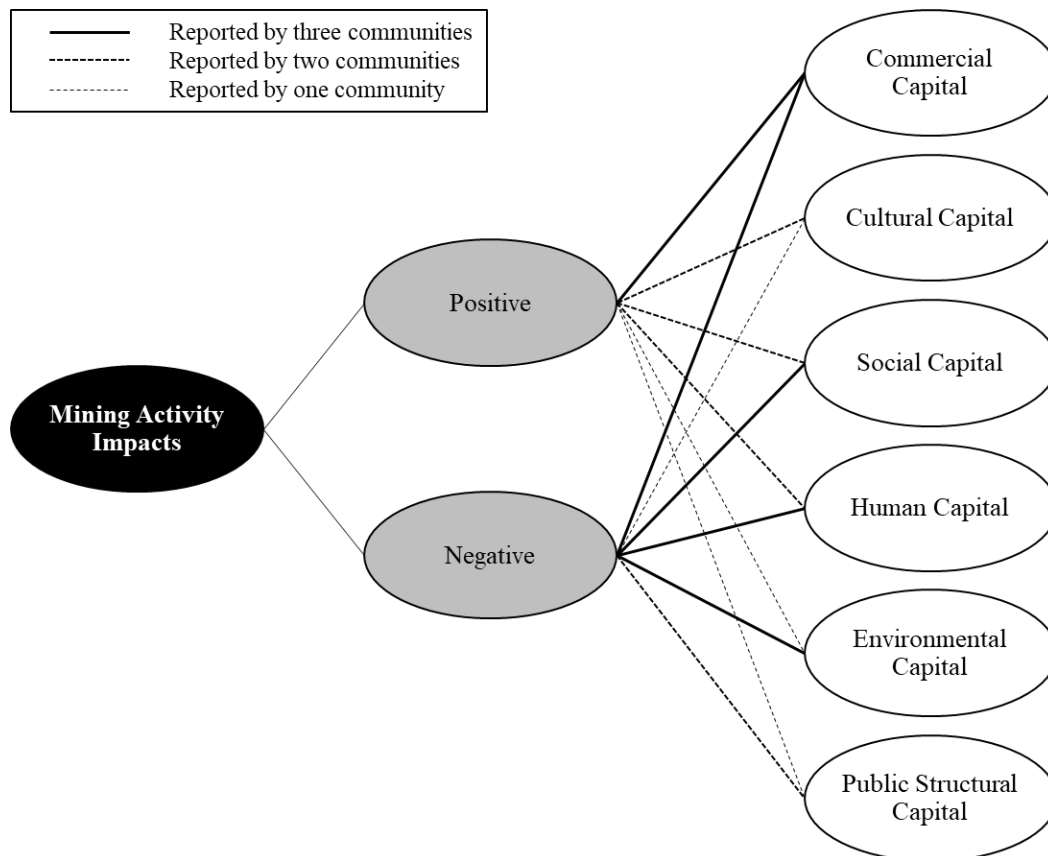 Reported by three communities
Reported by two communities
Reported by one community
Commercial
Capital
Cultural Capital
Positive
Social Capital
Mining Activity
Impacts
Human Capital
Negative
Environmental
Capital
Public Structural
Capital